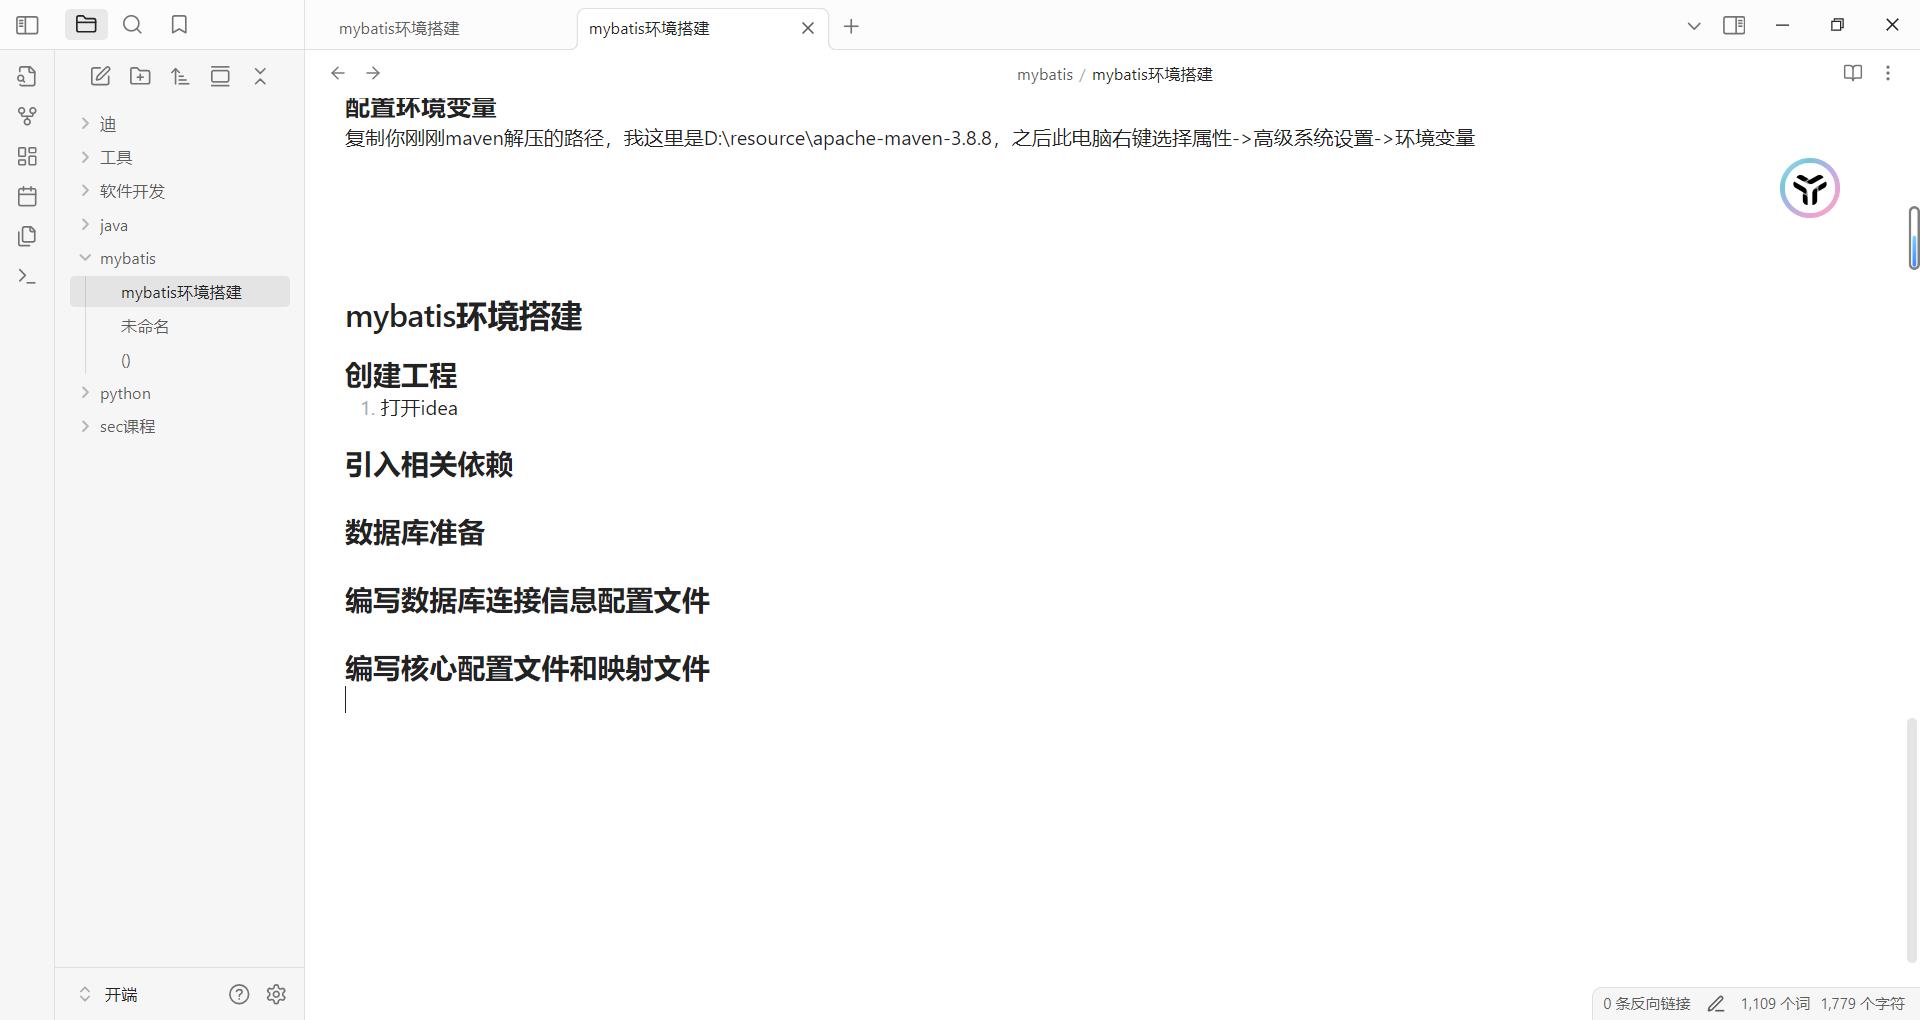 mybatis环境搭建
mybatis环境搭建
mybatis / mybatis环境搭建
迪
工具
软件开发
java
mybatis
mybatis环境搭建
未命名
()
python
sec课程
开端
配置环境变量
复制你刚刚maven解压的路径，我这里是D:\resource\apache-maven-3.8.8，之后此电脑右键选择属性->高级系统设置->环境变量
mybatis环境搭建
创建工程
1. 打开idea
引入相关依赖
数据库准备
编写数据库连接信息配置文件
编写核心配置文件和映射文件
0 条反向链接 1,109 个词 1,779 个字符